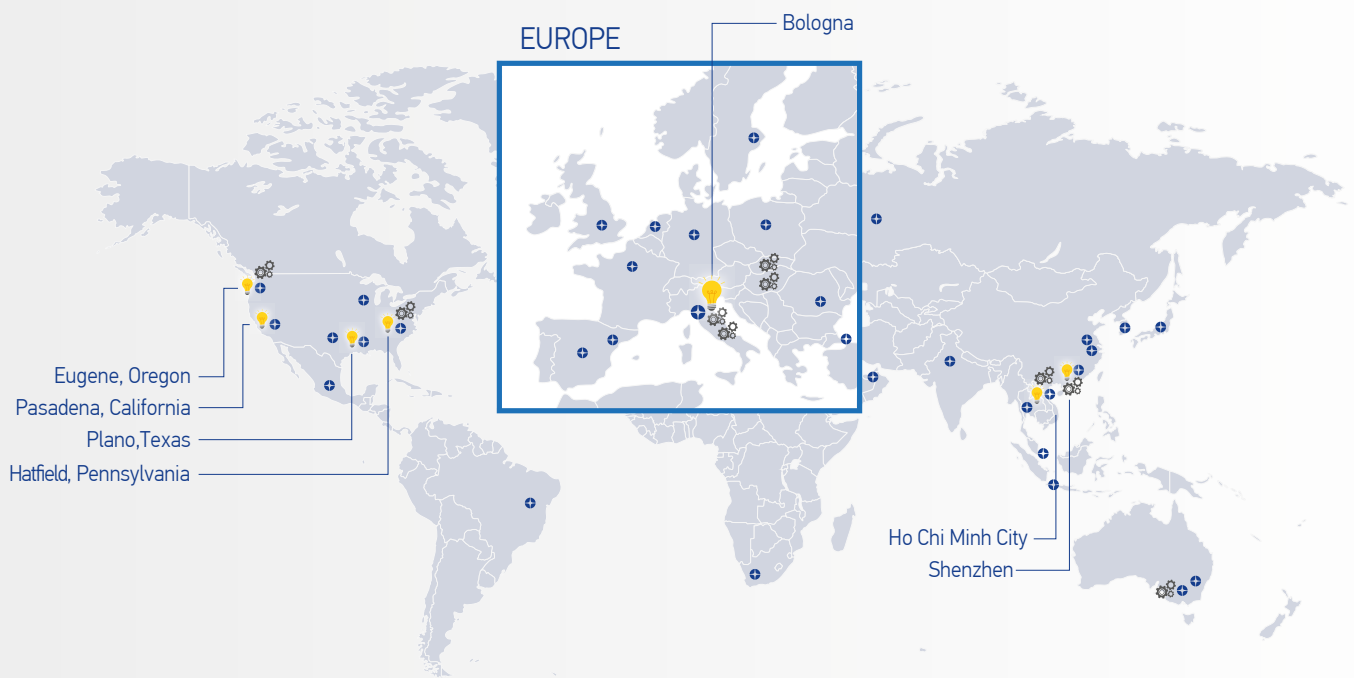 Bologna
EUROPE
Eugene, Oregon
Pasadena, California
Plano,Texas
Hatfield, Pennsylvania
Ho Chi Minh City
Shenzhen